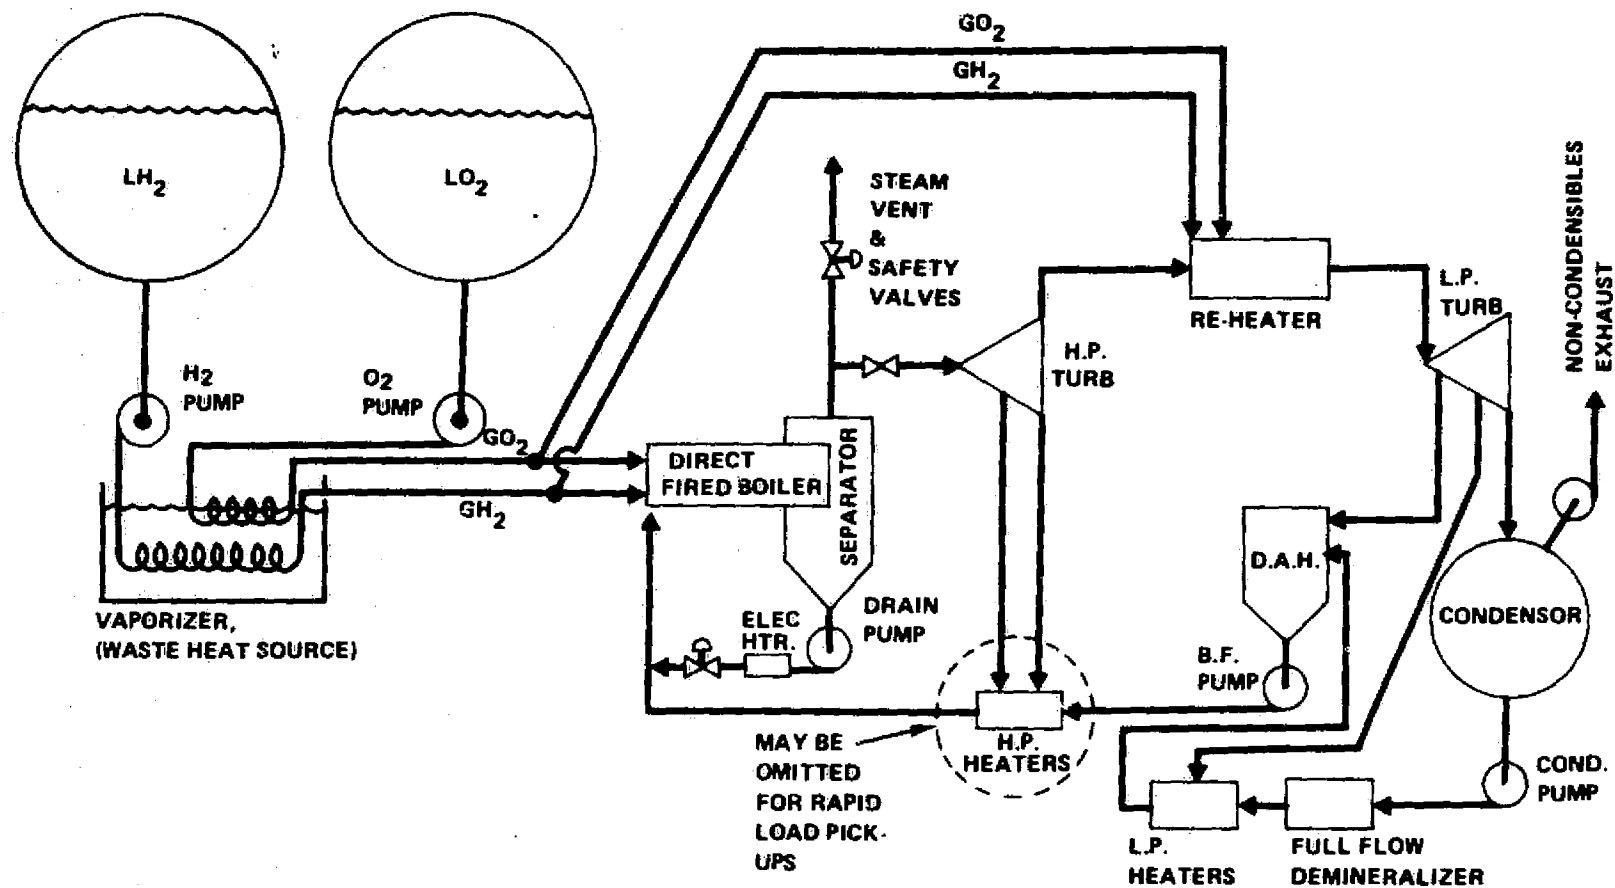 GO2
GH2
LH2
LO2
STEAM
VENT
&
SAFETY
VALVES
NON-CONDENSIBLES
EXHAUST
L.P.
TURB
RE-HEATER
H.P.
TURB
H2
PUMP
O2
PUMP
GO2
DIRECT
FIRED BOILER
SEPARATOR
GH2
D.A.H.
CONDENSOR
VAPORIZER,
(WASTE HEAT SOURCE)
ELEC
HTR.
DRAIN
PUMP
B.F.
PUMP
H.P.
HEATERS
MAY BE
OMITTED
FOR RAPID
LOAD PICK-
UPS
COND.
PUMP
L.P.
HEATERS
FULL FLOW
DEMINERALIZER